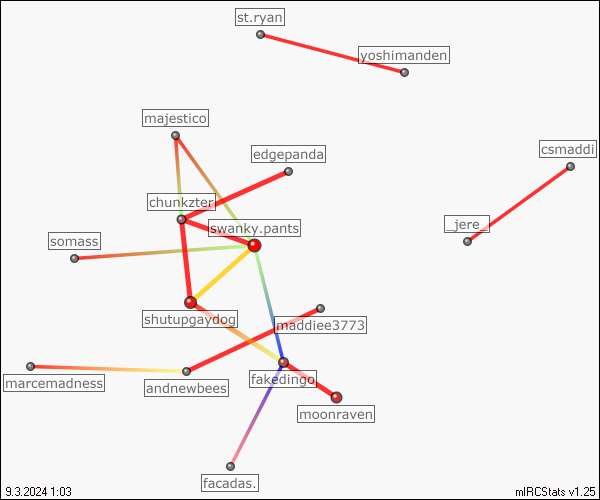 st.ryan
yoshimanden
majestico
edgepanda
csmaddi
chunkzter
swanky.pants
_jere_
somass
shutupgaydog
maddiee3773
marcemadness
andnewbees
fakedingo
moonraven
facadas.
9.3.2024 1:03
mIRCStats v1.25